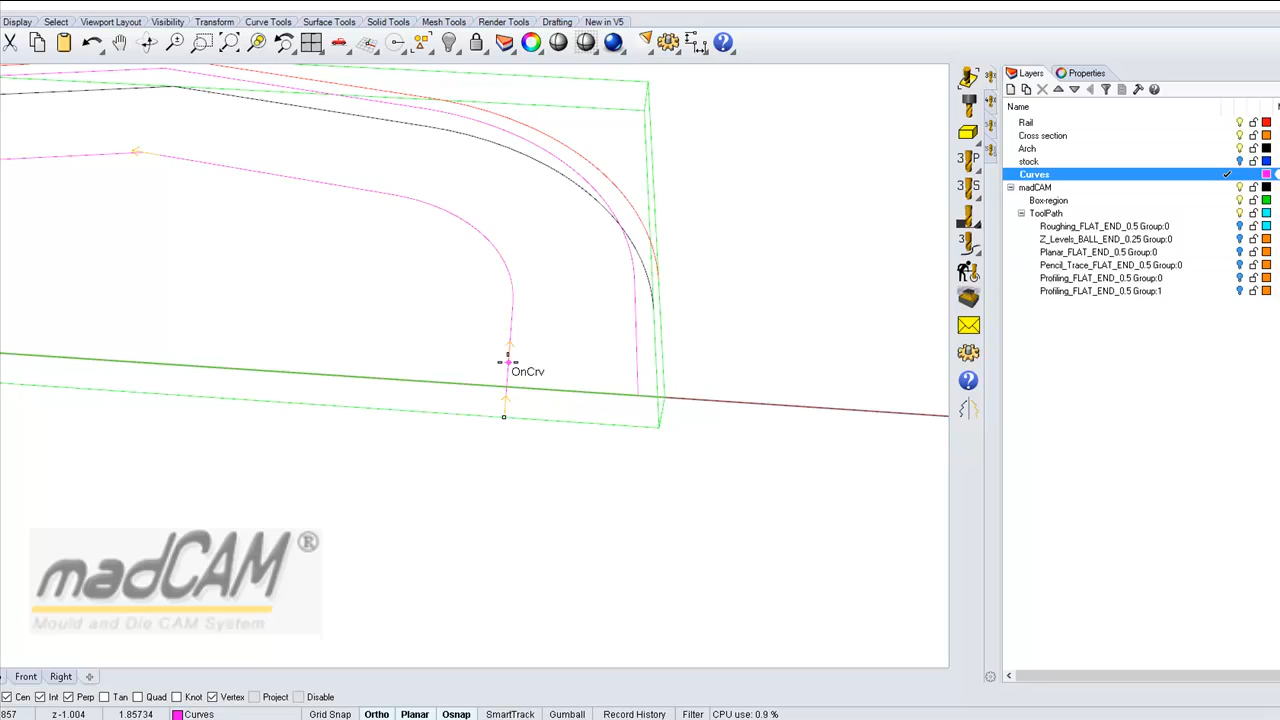 Display Select Viewport Layout Visibility Transform Curve Tools Surface Tools Solid Tools Mesh Tools Render Tools Drafting New in V5
Layers Properties
Name
Rail
Cross section
Arch
stock
Curves
madCAM
Box-region
ToolPath
Roughing_FLAT_END_0.5 Group:0
Z_Levels_BALL_END_0.25 Group:0
Planar_FLAT_END_0.5 Group:0
Pencil_Trace_FLAT_END_0.5 Group:0
Profiling_FLAT_END_0.5 Group:0
Profiling_FLAT_END_0.5 Group:1
3P
3S
3
OnCrv
madCAM ®
Mould and Die CAM System
Front Right
Cen Int Perp Tan Quad Knot Vertex Project Disable
857 z-1.004 1.85734 Curves Grid Snap Ortho Planar Osnap SmartTrack Gumball Record History Filter CPU use: 0.9 %